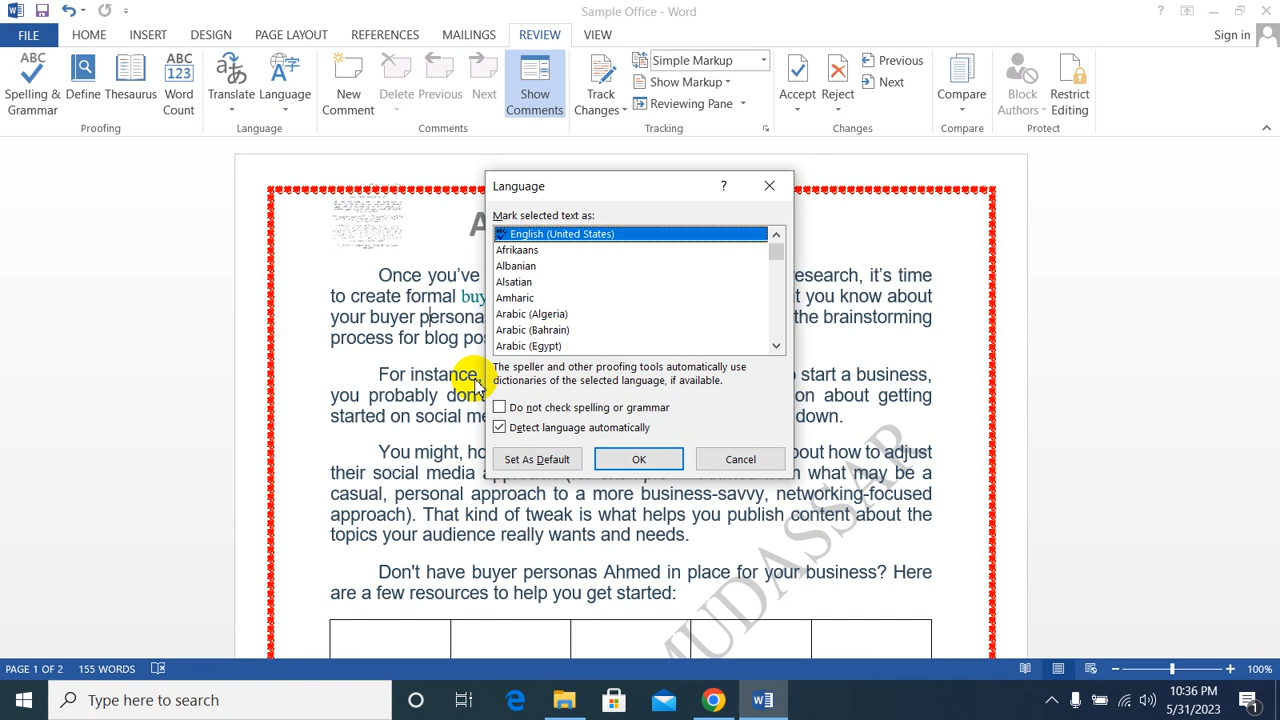 Sample Office - Word
FILE HOME INSERT DESIGN PAGE LAYOUT REFERENCES MAILINGS REVIEW VIEW Sign in
ABC ABC 123
Spelling & Grammar Define Thesaurus Word Count Translate Language New Comment Delete Previous Next Show Comments Track Changes Simple Markup Show Markup Reviewing Pane Accept Reject Previous Next Compare Block Authors Restrict Editing
Proofing Language Comments Tracking Changes Compare Protect
Language ?
Mark selected text as:
English (United States)
Afrikaans
Albanian
Alsatian
Amharic
Arabic (Algeria)
Arabic (Bahrain)
Arabic (Egypt)
The speller and other proofing tools automatically use
dictionaries of the selected language, if available.
Do not check spelling or grammar
Detect language automatically
Set As Default OK Cancel
A
Once you've research, it's time
to create formal buy t you know about
your buyer persona the brainstorming
process for blog pos
For instance, o start a business,
you probably don on about getting
started on social me down.
You might, ho bout how to adjust
their social media what may be a
casual, personal approach to a more business-savvy, networking-focused
approach). That kind of tweak is what helps you publish content about the
topics your audience really wants and needs.
Don't have buyer personas Ahmed in place for your business? Here
are a few resources to help you get started:
MUDASSAR
PAGE 1 OF 2 155 WORDS 100%
Type here to search
10:36 PM
5/31/2023
1